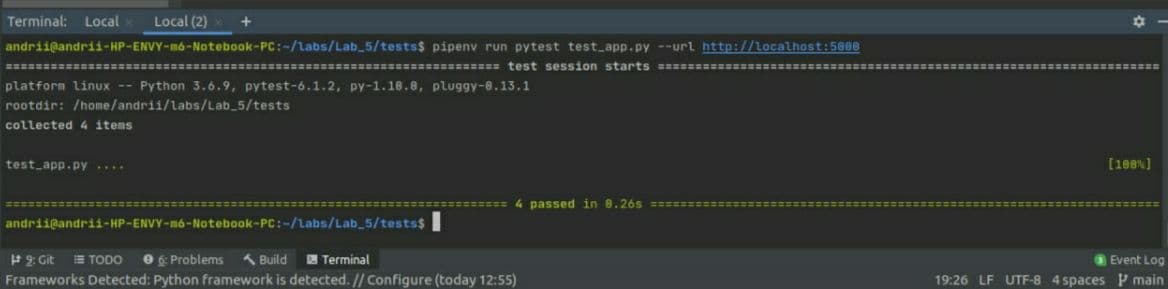 Terminal: Local × Local (2) × +
andrii@andrii-HP-ENVY-m6-Notebook-PC:~/labs/Lab_5/tests$ pipenv run pytest test_app.py --url http://localhost:5000
============================= test session starts =============================
platform linux -- Python 3.6.9, pytest-6.1.2, py-1.10.0, pluggy-0.13.1
rootdir: /home/andrii/labs/Lab_5/tests
collected 4 items
test_app.py .... [100%]
============================= 4 passed in 0.26s =============================
andrii@andrii-HP-ENVY-m6-Notebook-PC:~/labs/Lab_5/tests$
9: Git TODO 6: Problems Build Terminal 3 Event Log
Frameworks Detected: Python framework is detected. // Configure (today 12:55) 19:26 LF UTF-8 4 spaces main